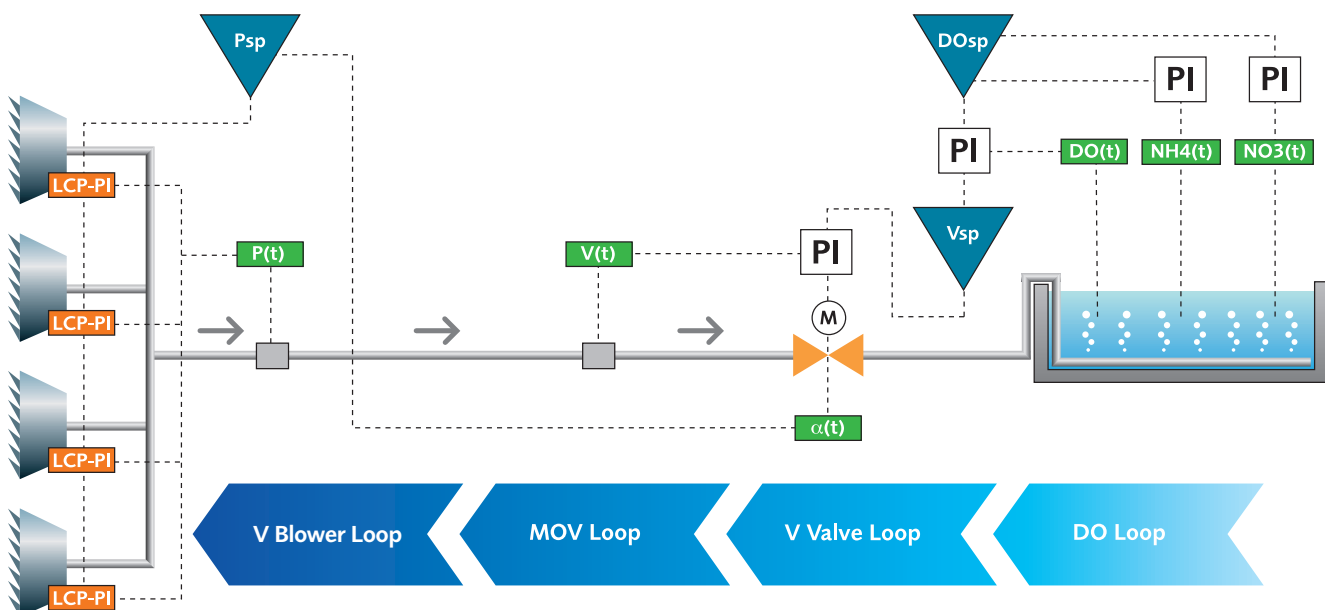 Psp
DOsp
PI
PI
PI
DO(t)
NH4(t)
NO3(t)
LCP-PI
Vsp
P(t)
V(t)
PI
LCP-PI
M
α(t)
LCP-PI
V Blower Loop
MOV Loop
V Valve Loop
DO Loop
LCP-PI